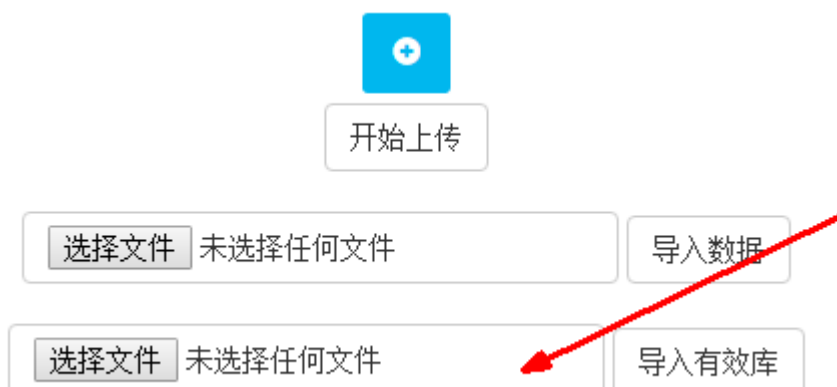 开始上传
选择文件 未选择任何文件 导入数据
选择文件 未选择任何文件 导入有效库